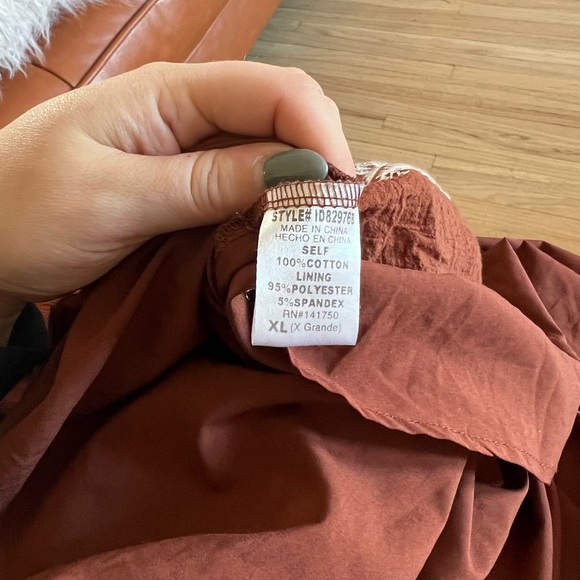 STYLE# ID82976B
MADE IN CHINA
HECHO EN CHINA
SELF
100%COTTON
LINING
95%POLYESTER
5%SPANDEX
RN#141750
XL (X Grande)